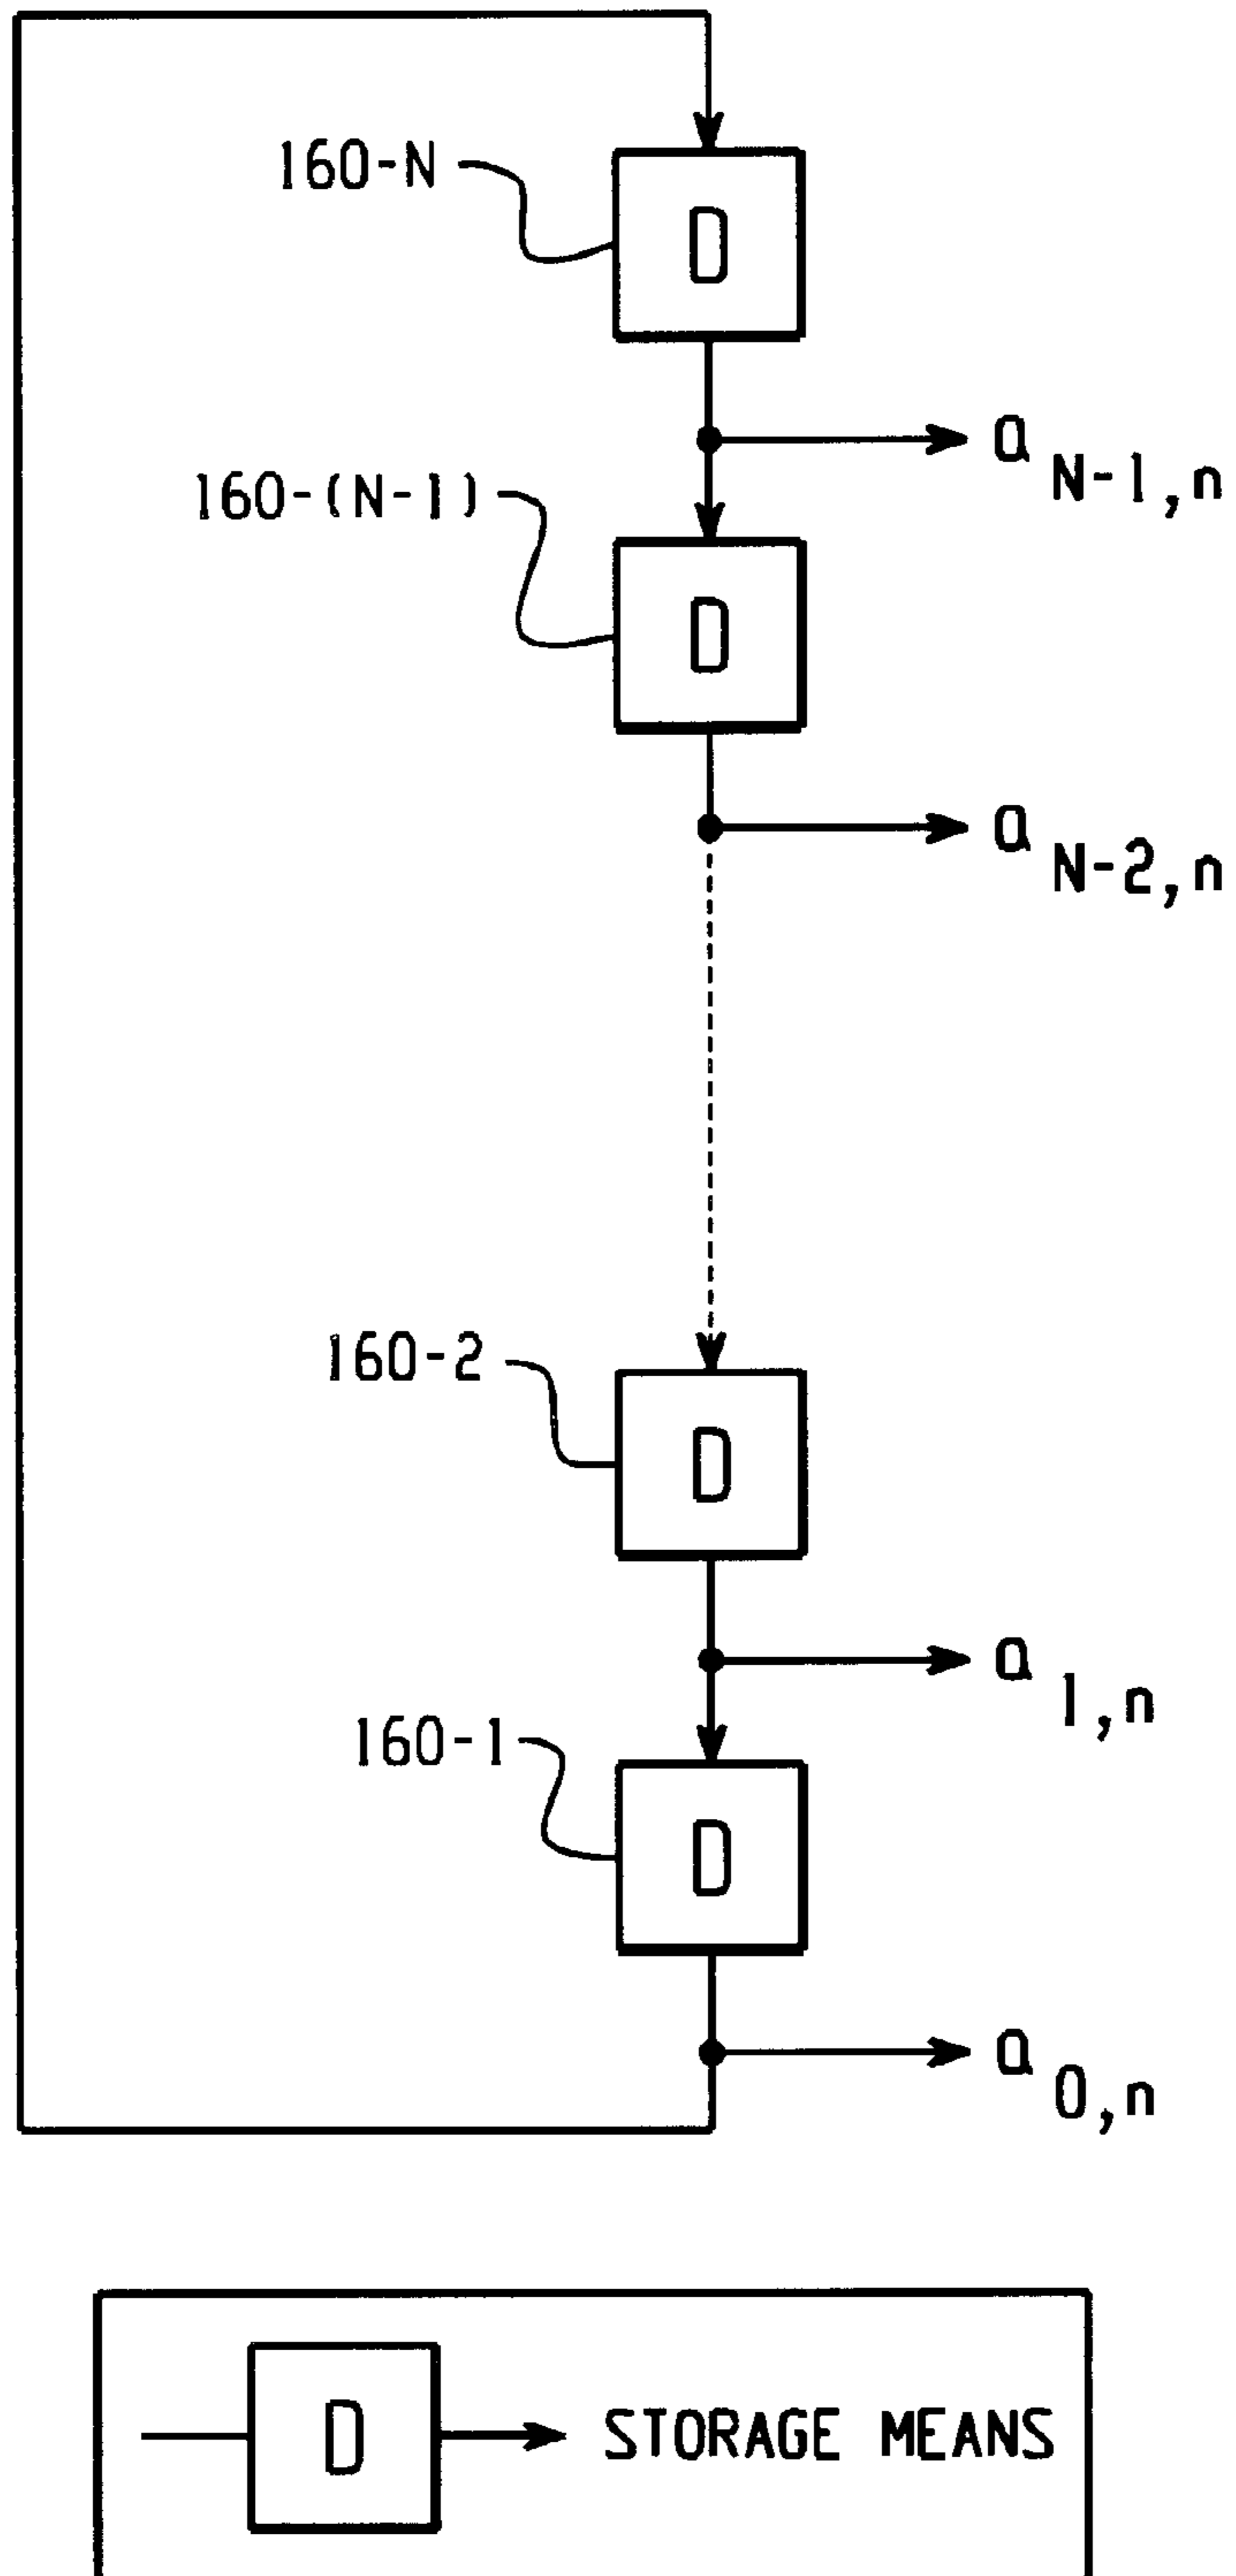 160-N
D
a N-1,n
160-(N-1)
D
a N-2,n
160-2
D
a 1,n
160-1
D
a 0,n
D STORAGE MEANS